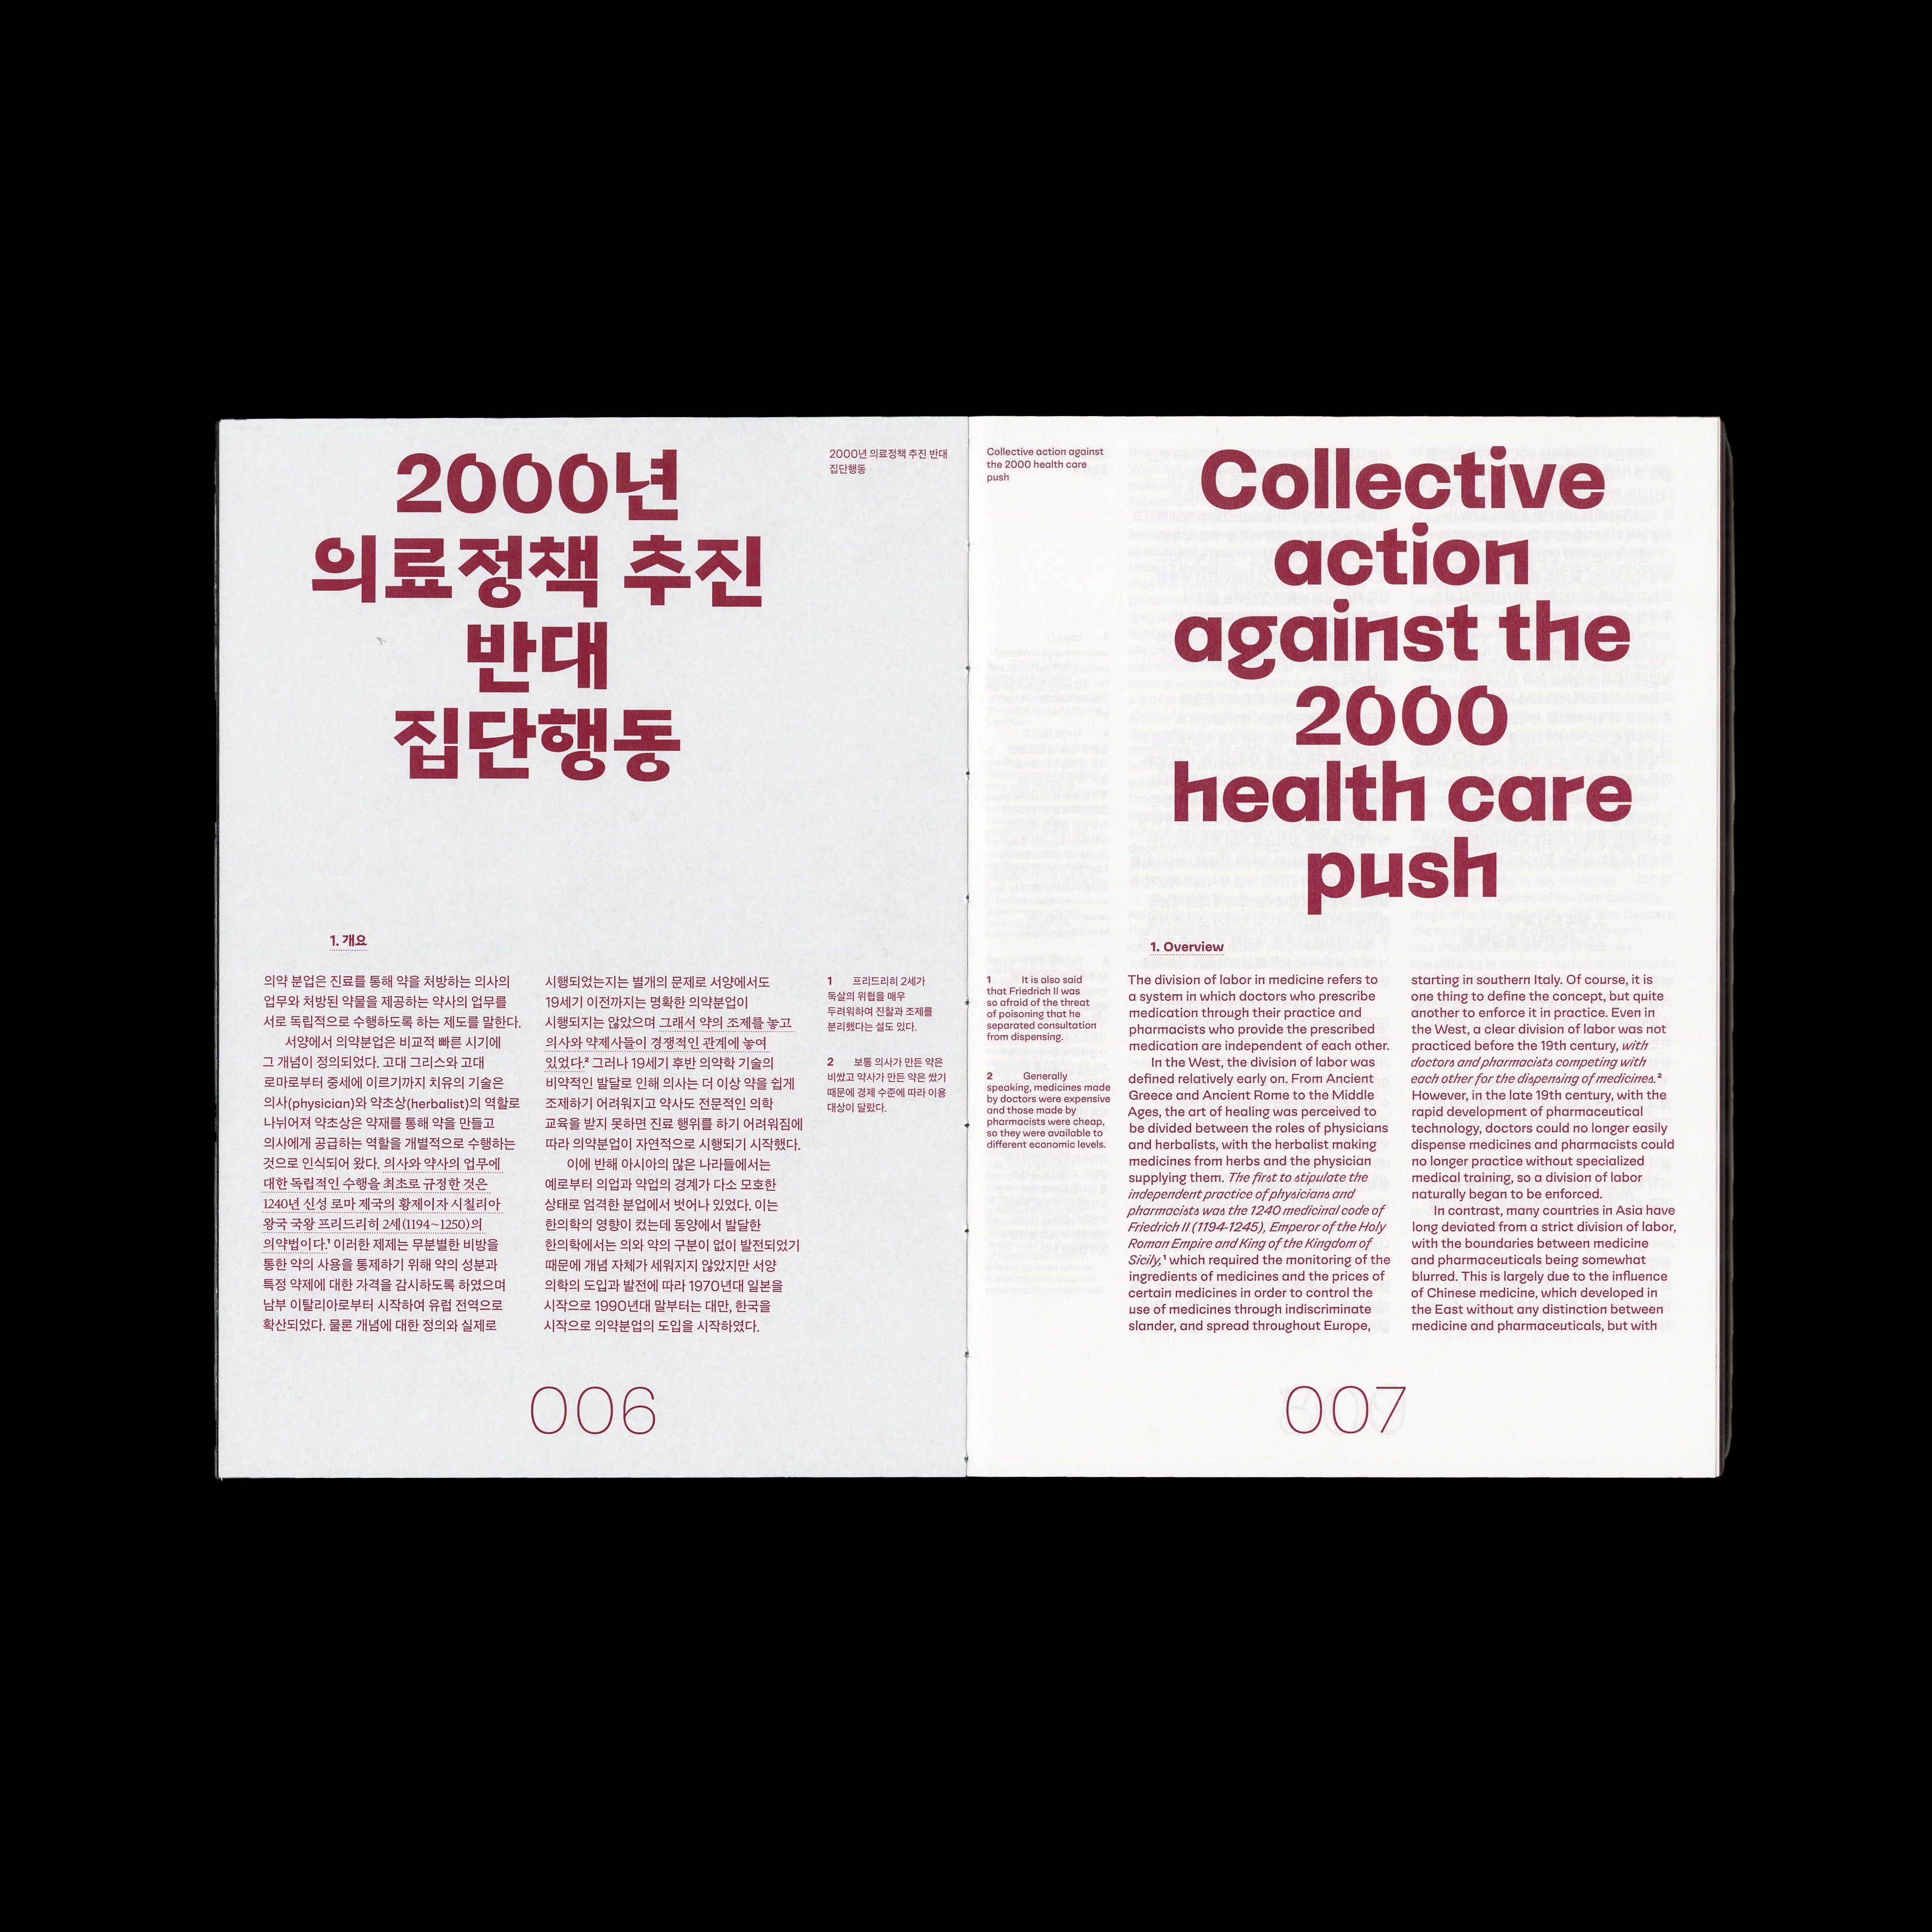 2000년
의료정책 추진
반대
집단행동
2000년 의료정책 추진 반대
집단행동
1. 개요
의약 분업은 진료를 통해 약을 처방하는 의사의
업무와 처방된 약물을 제공하는 약사의 업무를
서로 독립적으로 수행하도록 하는 제도를 말한다.
서양에서 의약분업은 비교적 빠른 시기에
그 개념이 정의되었다. 고대 그리스와 고대
로마로부터 중세에 이르기까지 치유의 기술은
의사(physician)와 약초상(herbalist)의 역할로
나뉘어져 약초상은 약재를 통해 약을 만들고
의사에게 공급하는 역할을 개별적으로 수행하는
것으로 인식되어 왔다. 의사와 약사의 업무에
대한 독립적인 수행을 최초로 규정한 것은
1240년 신성 로마 제국의 황제이자 시칠리아
왕국 국왕 프리드리히 2세(1194~1250)의
의약법이다.¹ 이러한 제제는 무분별한 비방을
통한 약의 사용을 통제하기 위해 약의 성분과
특정 약제에 대한 가격을 감시하도록 하였으며
남부 이탈리아로부터 시작하여 유럽 전역으로
확산되었다. 물론 개념에 대한 정의와 실제로
시행되었는지는 별개의 문제로 서양에서도
19세기 이전까지는 명확한 의약분업이
시행되지는 않았으며 그래서 약의 조제를 놓고
의사와 약제사들이 경쟁적인 관계에 놓여
있었다.² 그러나 19세기 후반 의약학 기술의
비약적인 발달로 인해 의사는 더 이상 약을 쉽게
조제하기 어려워지고 약사도 전문적인 의학
교육을 받지 못하면 진료 행위를 하기 어려워짐에
따라 의약분업이 자연적으로 시행되기 시작했다.
이에 반해 아시아의 많은 나라들에서는
예로부터 의업과 약업의 경계가 다소 모호한
상태로 엄격한 분업에서 벗어나 있었다. 이는
한의학의 영향이 컸는데 동양에서 발달한
한의학에서는 의와 약의 구분이 없이 발전되었기
때문에 개념 자체가 세워지지 않았지만 서양
의학의 도입과 발전에 따라 1970년대 일본을
시작으로 1990년대 말부터는 대만, 한국을
시작으로 의약분업의 도입을 시작하였다.
1 프리드리히 2세가
독살의 위협을 매우
두려워하여 진찰과 조제를
분리했다는 설도 있다.
2 보통 의사가 만든 약은
비쌌고 약사가 만든 약은 쌌기
때문에 경제 수준에 따라 이용
대상이 달랐다.
006
Collective action against
the 2000 health care
push
Collective
action
against the
2000
health care
push
1. Overview
1 It is also said
that Friedrich II was
so afraid of the threat
of poisoning that he
separated consultation
from dispensing.
2 Generally
speaking, medicines made
by doctors were expensive
and those made by
pharmacists were cheap,
so they were available to
different economic levels.
The division of labor in medicine refers to
a system in which doctors who prescribe
medication through their practice and
pharmacists who provide the prescribed
medication are independent of each other.
In the West, the division of labor was
defined relatively early on. From Ancient
Greece and Ancient Rome to the Middle
Ages, the art of healing was perceived to
be divided between the roles of physicians
and herbalists, with the herbalist making
medicines from herbs and the physician
supplying them. The first to stipulate the
independent practice of physicians and
pharmacists was the 1240 medicinal code of
Friedrich II (1194-1245), Emperor of the Holy
Roman Empire and King of the Kingdom of
Sicily,¹ which required the monitoring of the
ingredients of medicines and the prices of
certain medicines in order to control the
use of medicines through indiscriminate
slander, and spread throughout Europe,
starting in southern Italy. Of course, it is
one thing to define the concept, but quite
another to enforce it in practice. Even in
the West, a clear division of labor was not
practiced before the 19th century, with
doctors and pharmacists competing with
each other for the dispensing of medicines.²
However, in the late 19th century, with the
rapid development of pharmaceutical
technology, doctors could no longer easily
dispense medicines and pharmacists could
no longer practice without specialized
medical training, so a division of labor
naturally began to be enforced.
In contrast, many countries in Asia have
long deviated from a strict division of labor,
with the boundaries between medicine
and pharmaceuticals being somewhat
blurred. This is largely due to the influence
of Chinese medicine, which developed in
the East without any distinction between
medicine and pharmaceuticals, but with
007